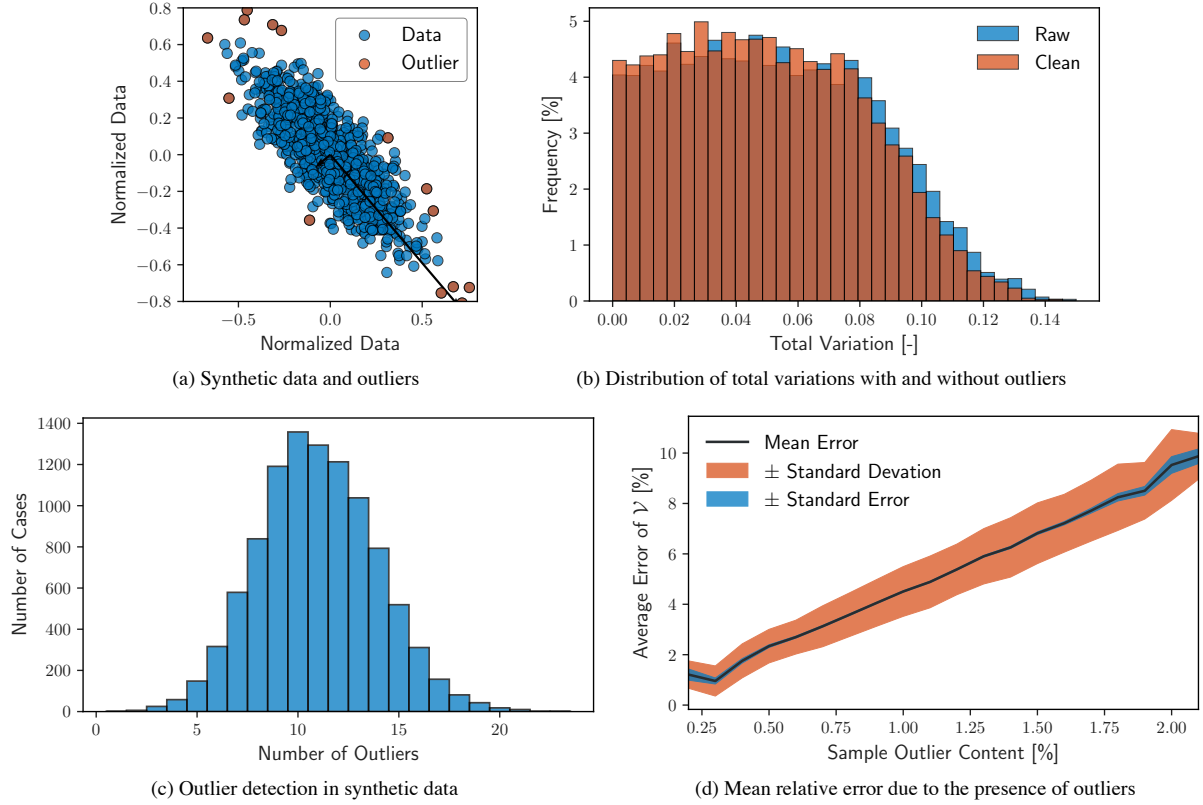 0.8
0.6
0.4
0.2
0.0
−0.2
−0.4
−0.6
−0.8
Normalized Data
Data
Outlier
−0.5
0.0
0.5
Normalized Data
(a) Synthetic data and outliers
5
4
3
2
1
0
Frequency [%]
Raw
Clean
0.00
0.02
0.04
0.06
0.08
0.10
0.12
0.14
Total Variation [-]
(b) Distribution of total variations with and without outliers
1400
1200
1000
800
600
400
200
0
Number of Cases
0
5
10
15
20
Number of Outliers
(c) Outlier detection in synthetic data
10
8
6
4
2
0
Average Error of 𝒱 [%]
Mean Error
± Standard Devation
± Standard Error
0.25
0.50
0.75
1.00
1.25
1.50
1.75
2.00
Sample Outlier Content [%]
(d) Mean relative error due to the presence of outliers